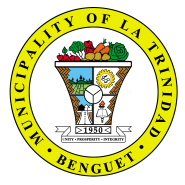 MUNICIPALITY OF LA TRINIDAD
1950
UNITY • PROSPERITY • INTEGRITY
• BENGUET •